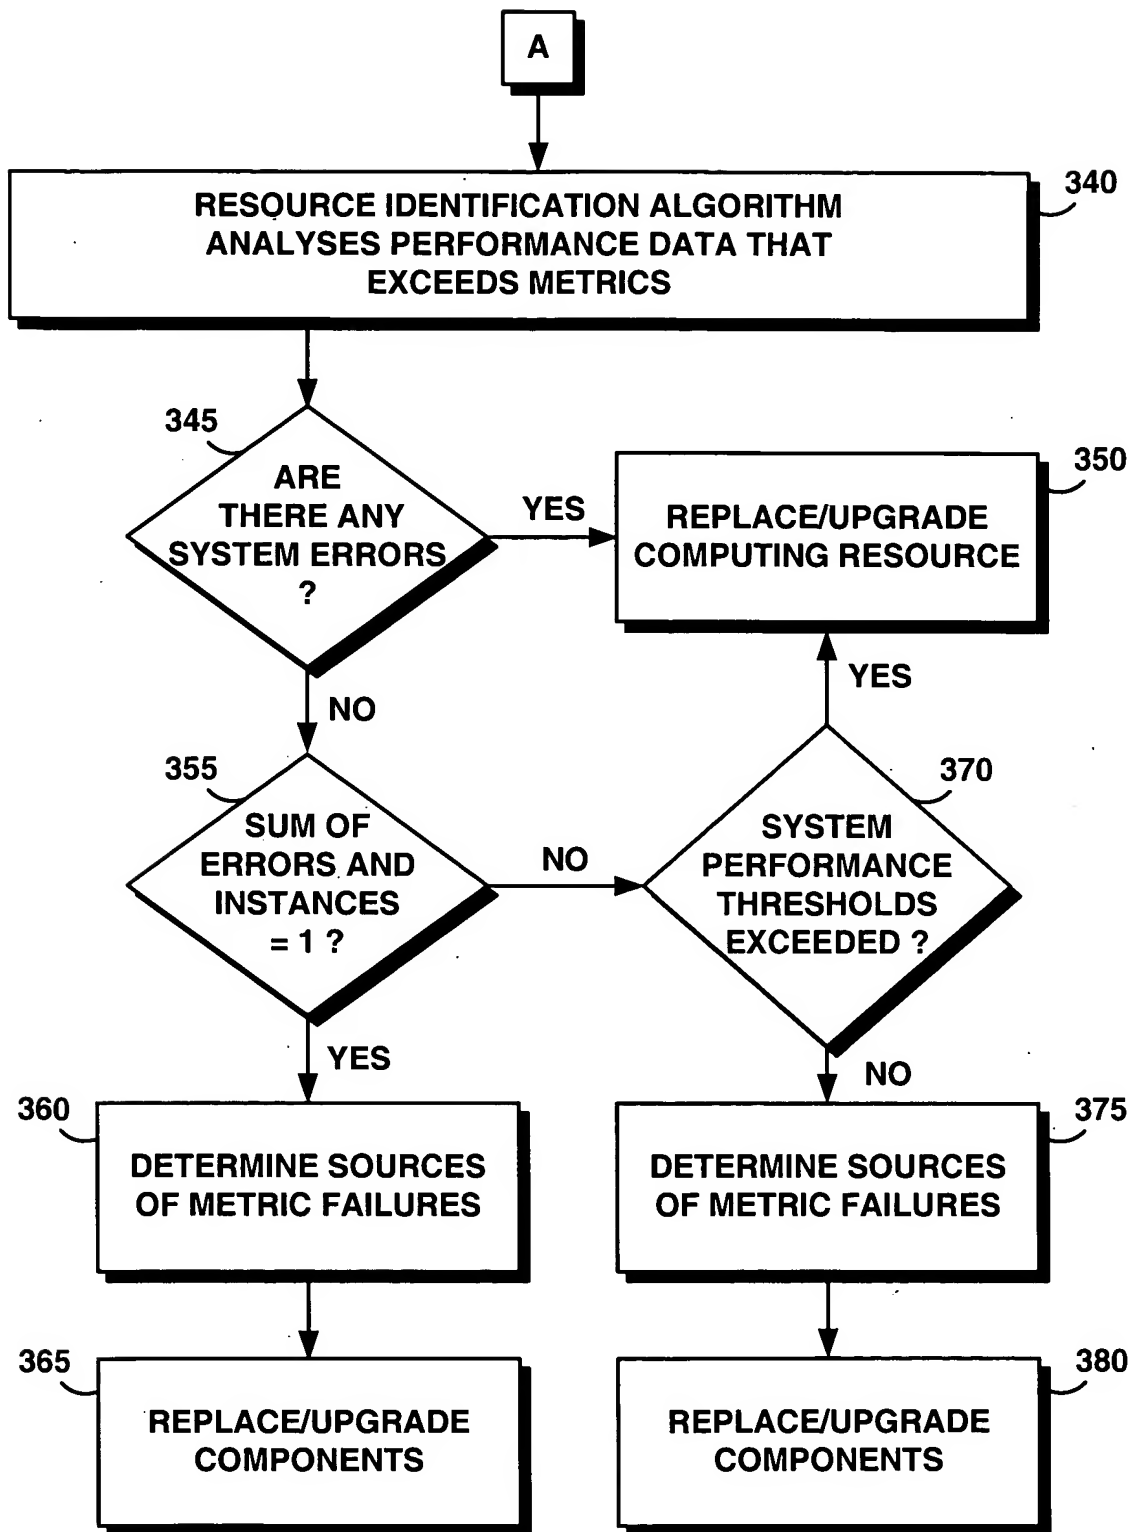 A
340
RESOURCE IDENTIFICATION ALGORITHM
ANALYSES PERFORMANCE DATA THAT
EXCEEDS METRICS
345
ARE
THERE ANY
SYSTEM ERRORS
?
YES
350
REPLACE/UPGRADE
COMPUTING RESOURCE
NO
YES
355
SUM OF
ERRORS AND
INSTANCES
= 1 ?
NO
370
SYSTEM
PERFORMANCE
THRESHOLDS
EXCEEDED ?
YES
NO
360
DETERMINE SOURCES
OF METRIC FAILURES
375
DETERMINE SOURCES
OF METRIC FAILURES
365
REPLACE/UPGRADE
COMPONENTS
380
REPLACE/UPGRADE
COMPONENTS